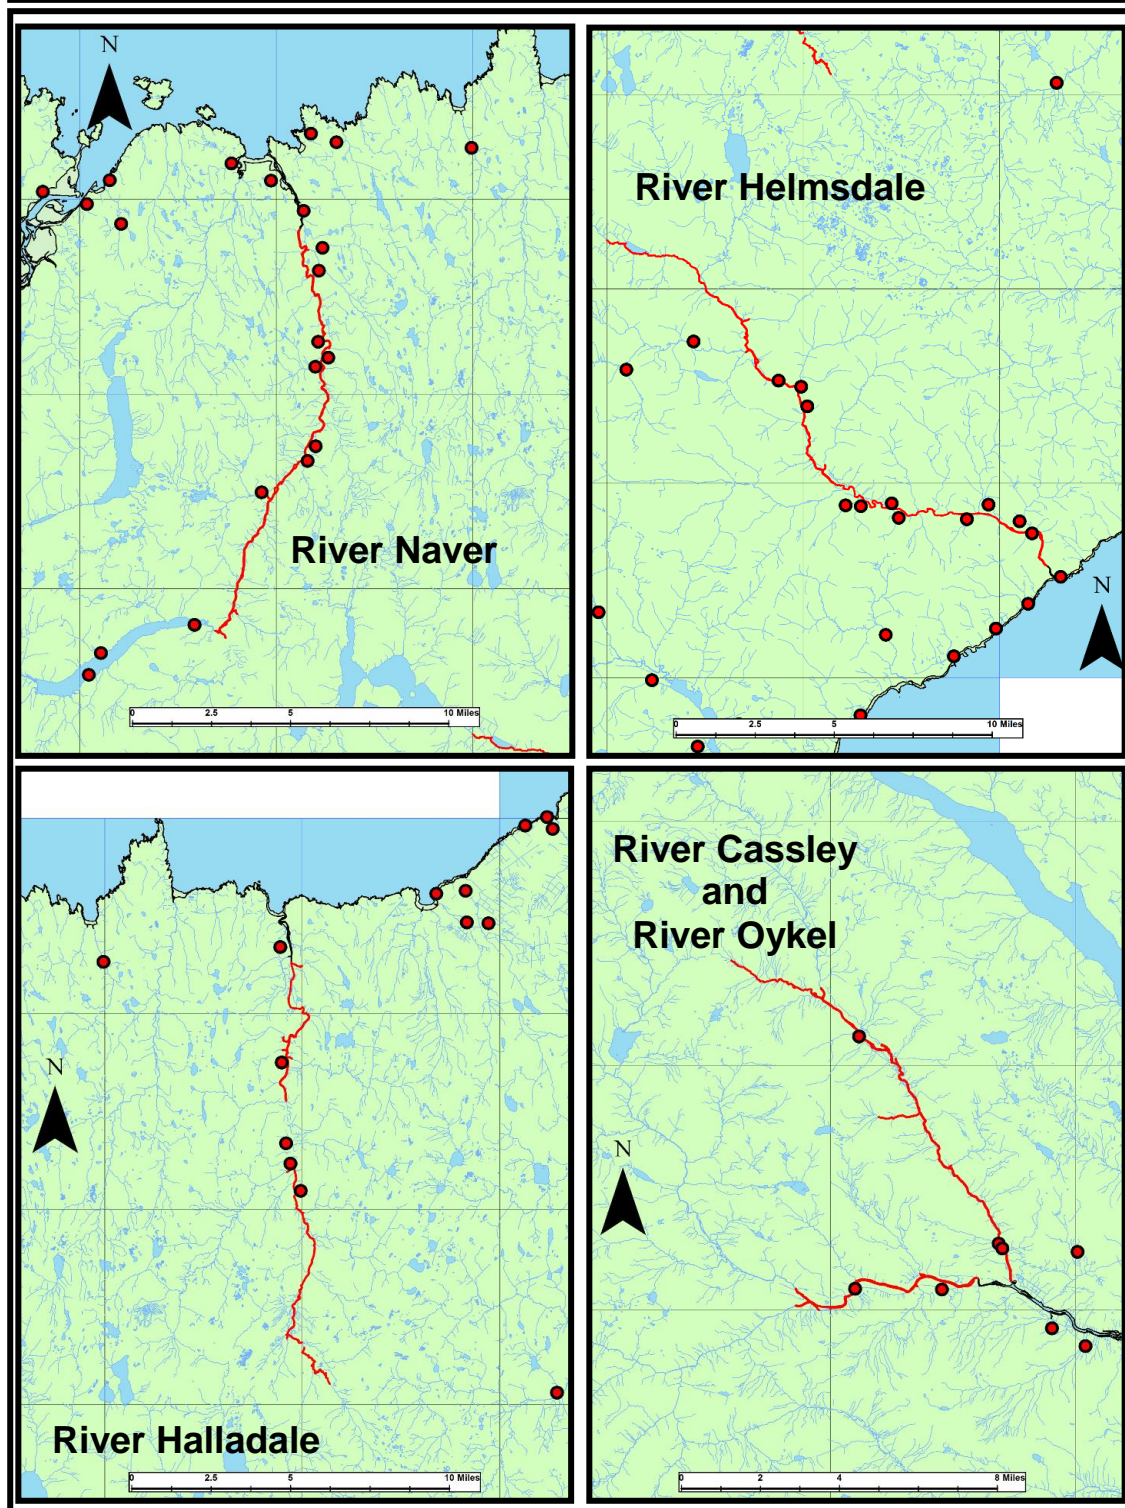 N
River Naver
0 2.5 5 10 Miles
River Helmsdale
N
0 2.5 5 10 Miles
N
River Halladale
0 2.5 5 10 Miles
River Cassley
and
River Oykel
N
0 2 4 8 Miles